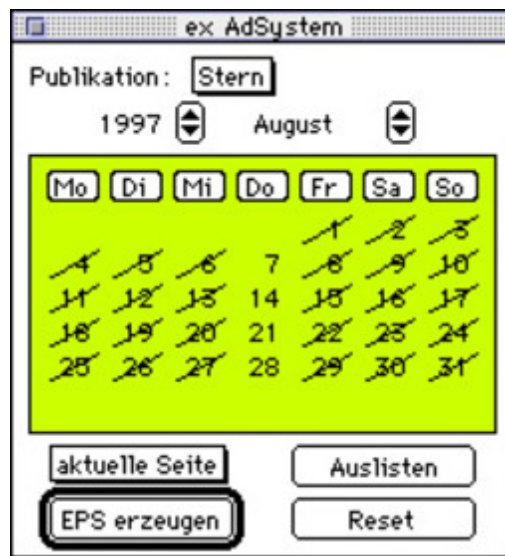 ex AdSystem
Publikation: Stern
1997 August
Mo Di Mi Do Fr Sa So
1 2 3
4 5 6 7 8 9 10
11 12 13 14 15 16 17
18 19 20 21 22 23 24
25 26 27 28 29 30 31
aktuelle Seite Auslisten
EPS erzeugen Reset